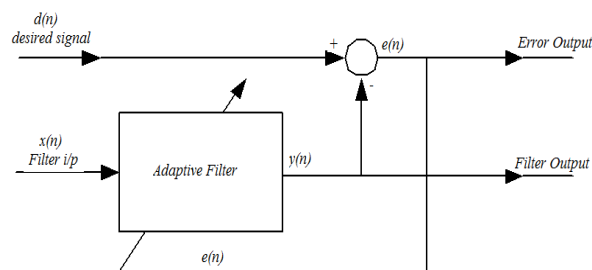 d(n)
desired signal
+
e(n)
Error Output
-
x(n)
Filter i/p
Adaptive Filter
y(n)
Filter Output
e(n)